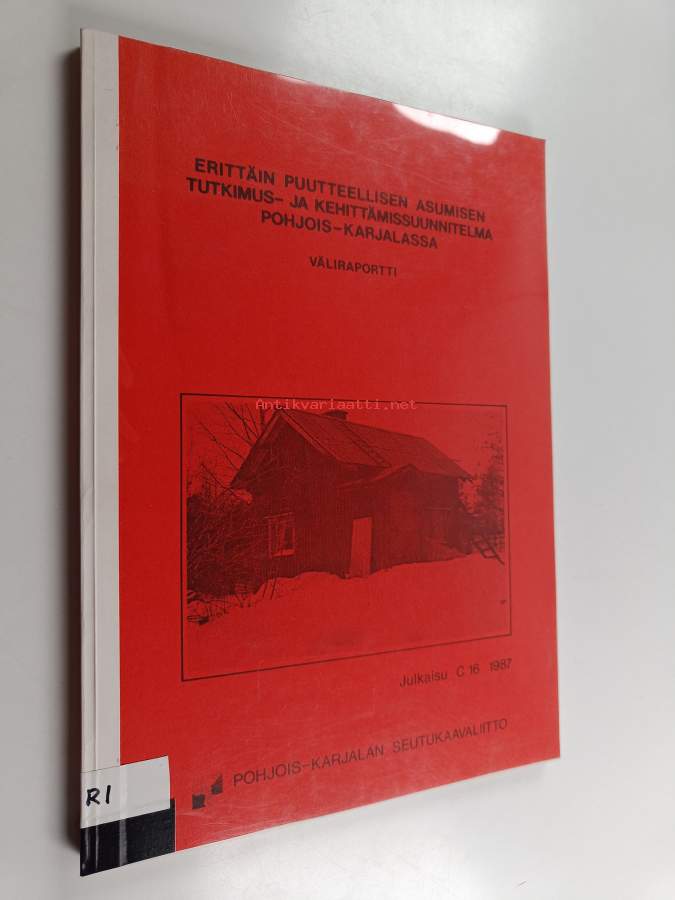 ERITTÄIN PUUTTEELLISEN ASUMISEN
TUTKIMUS- JA KEHITTÄMISSUUNNITELMA
POHJOIS-KARJALASSA
VÄLIRAPORTTI
Antikvariaatti.net
Julkaisu C 16 1987
POHJOIS-KARJALAN SEUTUKAAVALIITTO
R1